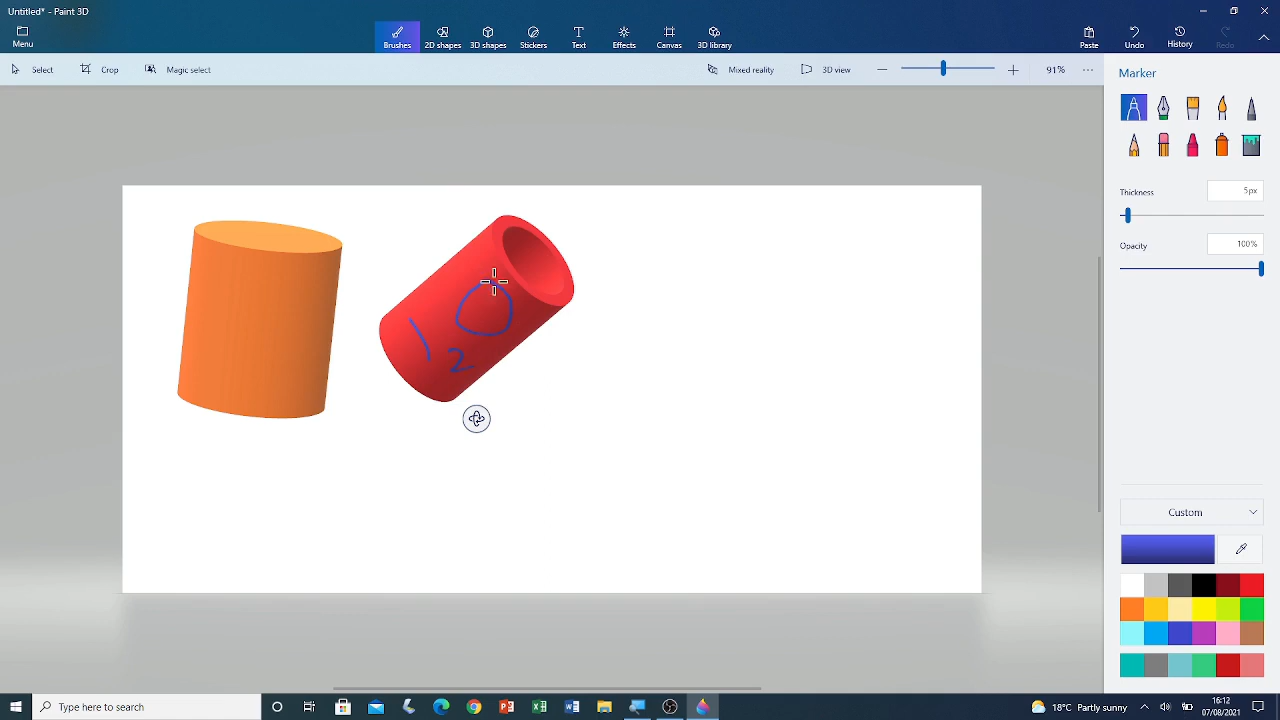 Untitled* - Paint 3D
Menu
Brushes
2D shapes
3D shapes
Stickers
Text
Effects
Canvas
3D library
Paste
Undo
History
Redo
Select
Crop
Magic select
Mixed reality
3D view
91%
Marker
Thickness
5px
Opacity
100%
2
Custom
Type here to search
18°C Partly sunny
16:12
07/08/2021